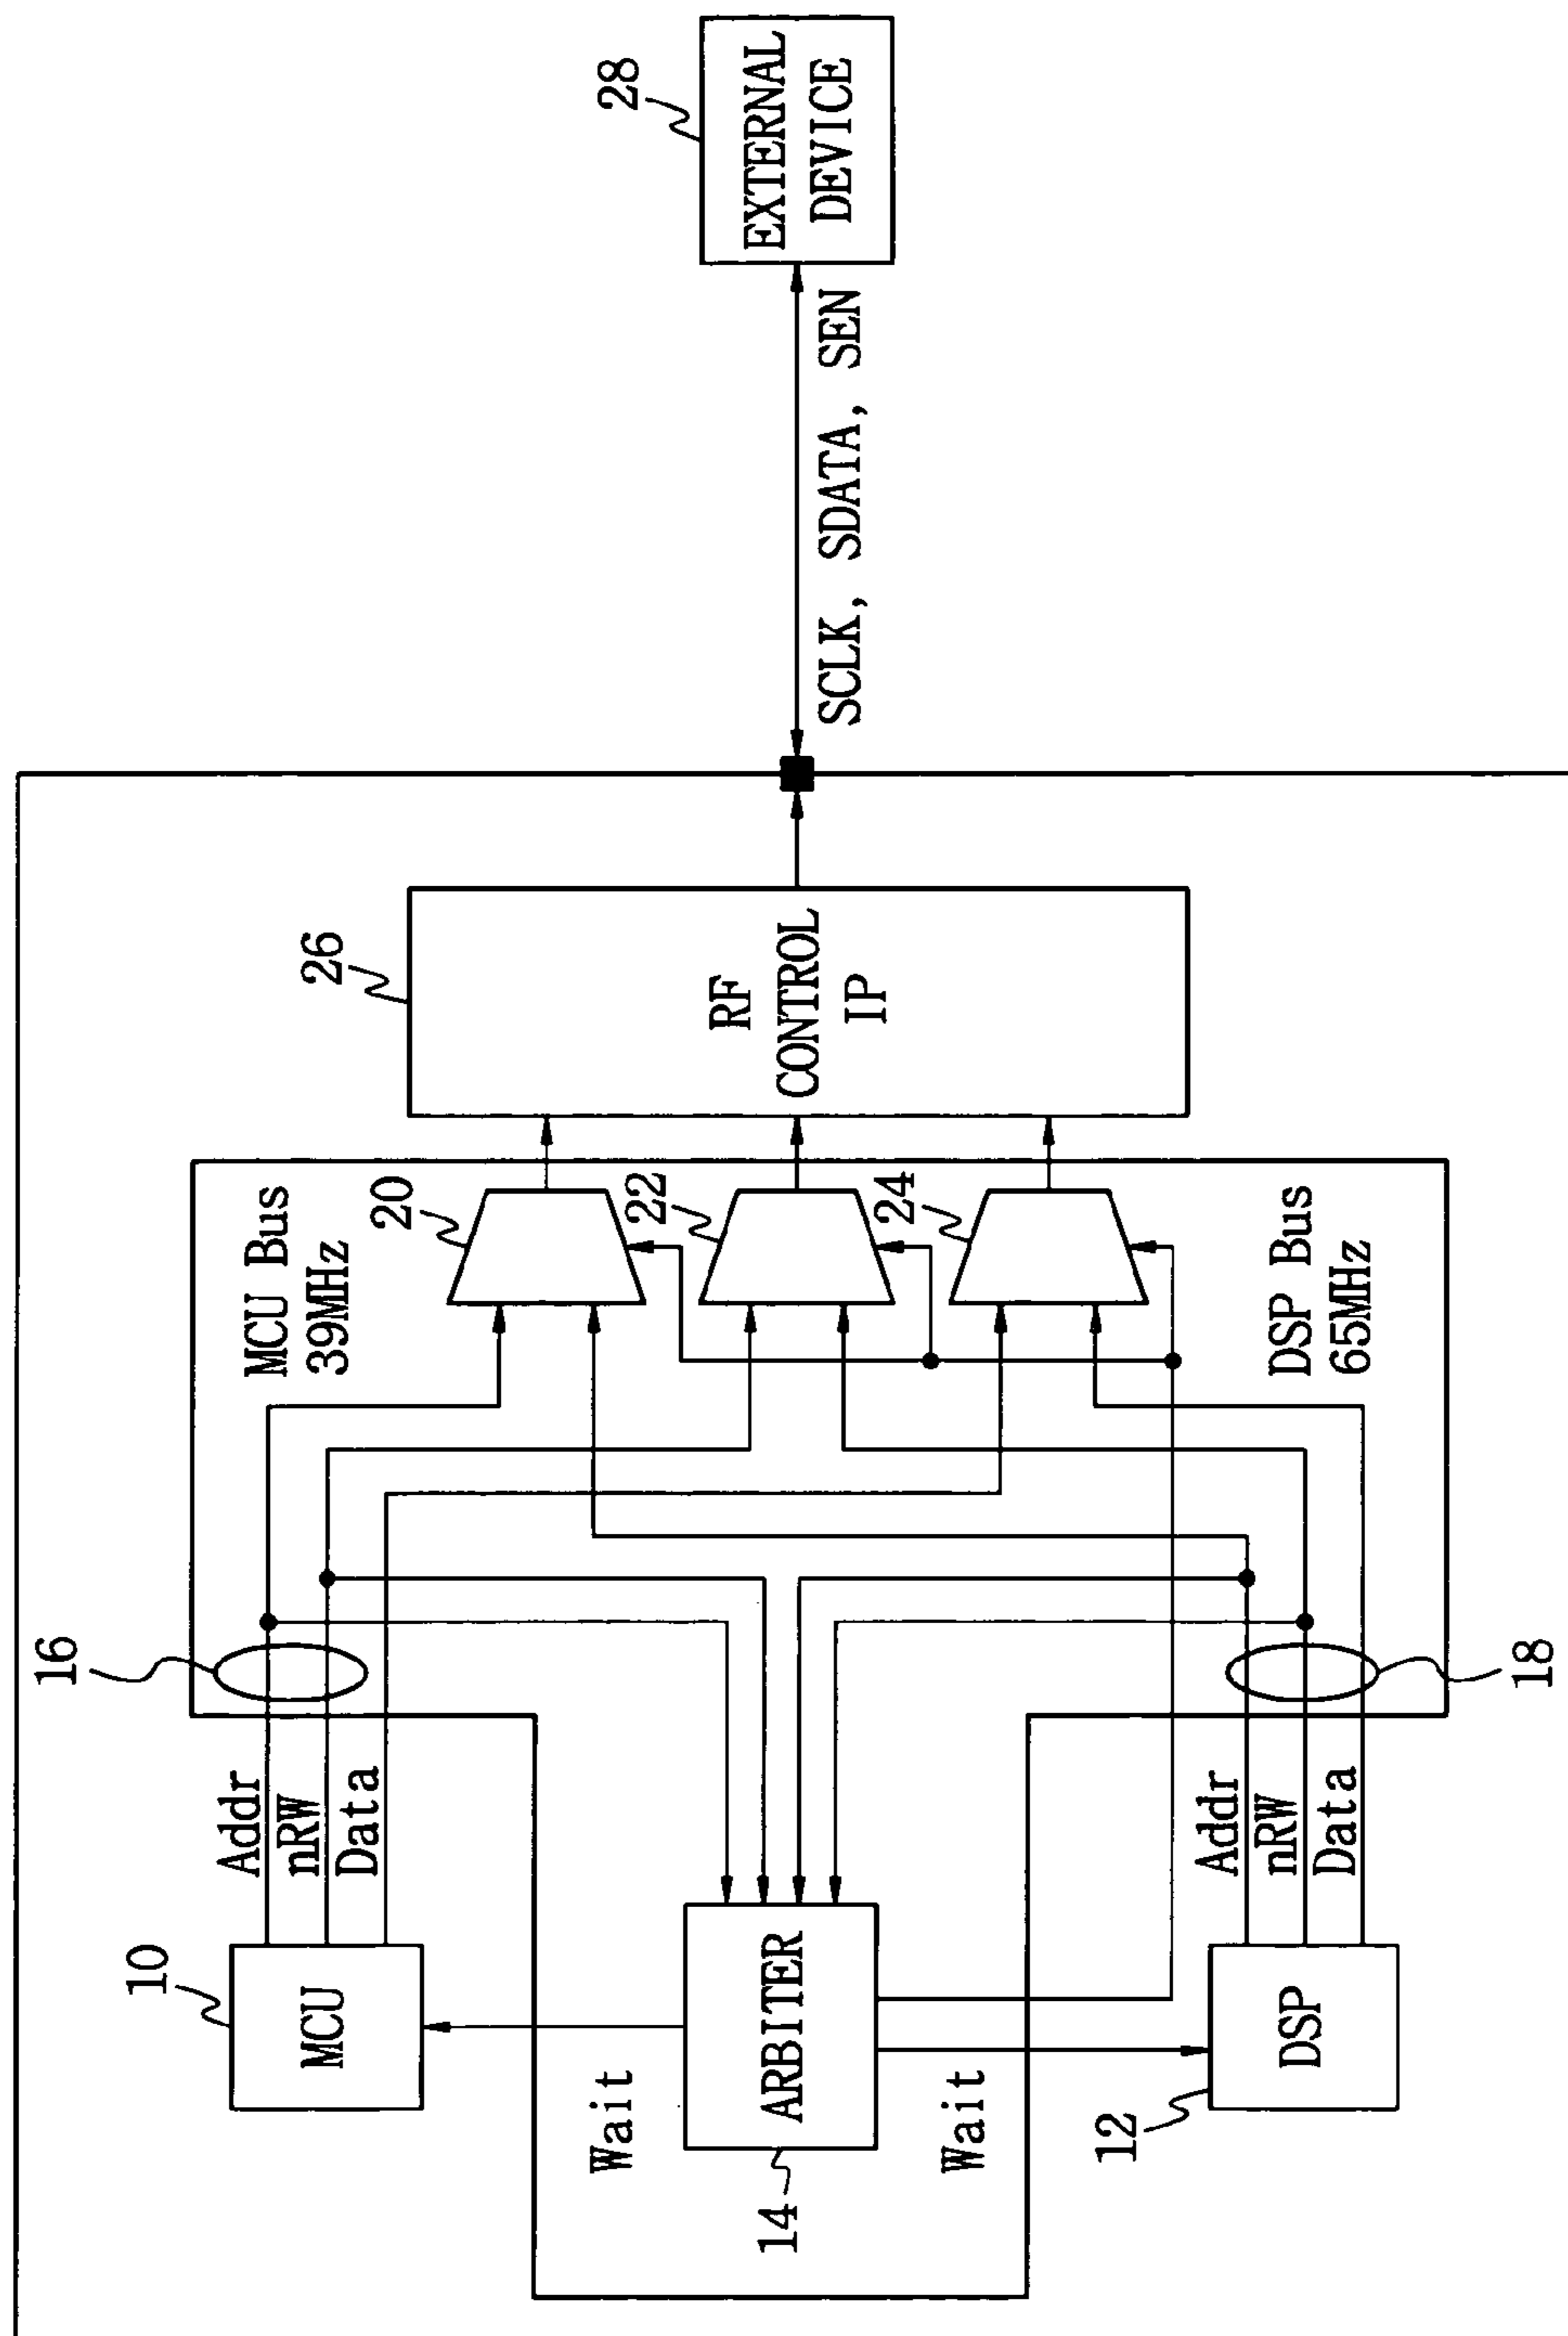 10
MCU
Addr
nRW
Data
16
MCU Bus
39MHz
20
22
24
26
RF
CONTROL
IP
28
EXTERNAL
DEVICE
SCLK, SDATA, SEN
Wait
14
ARBITER
Wait
12
DSP
Addr
nRW
Data
18
DSP Bus
65MHz